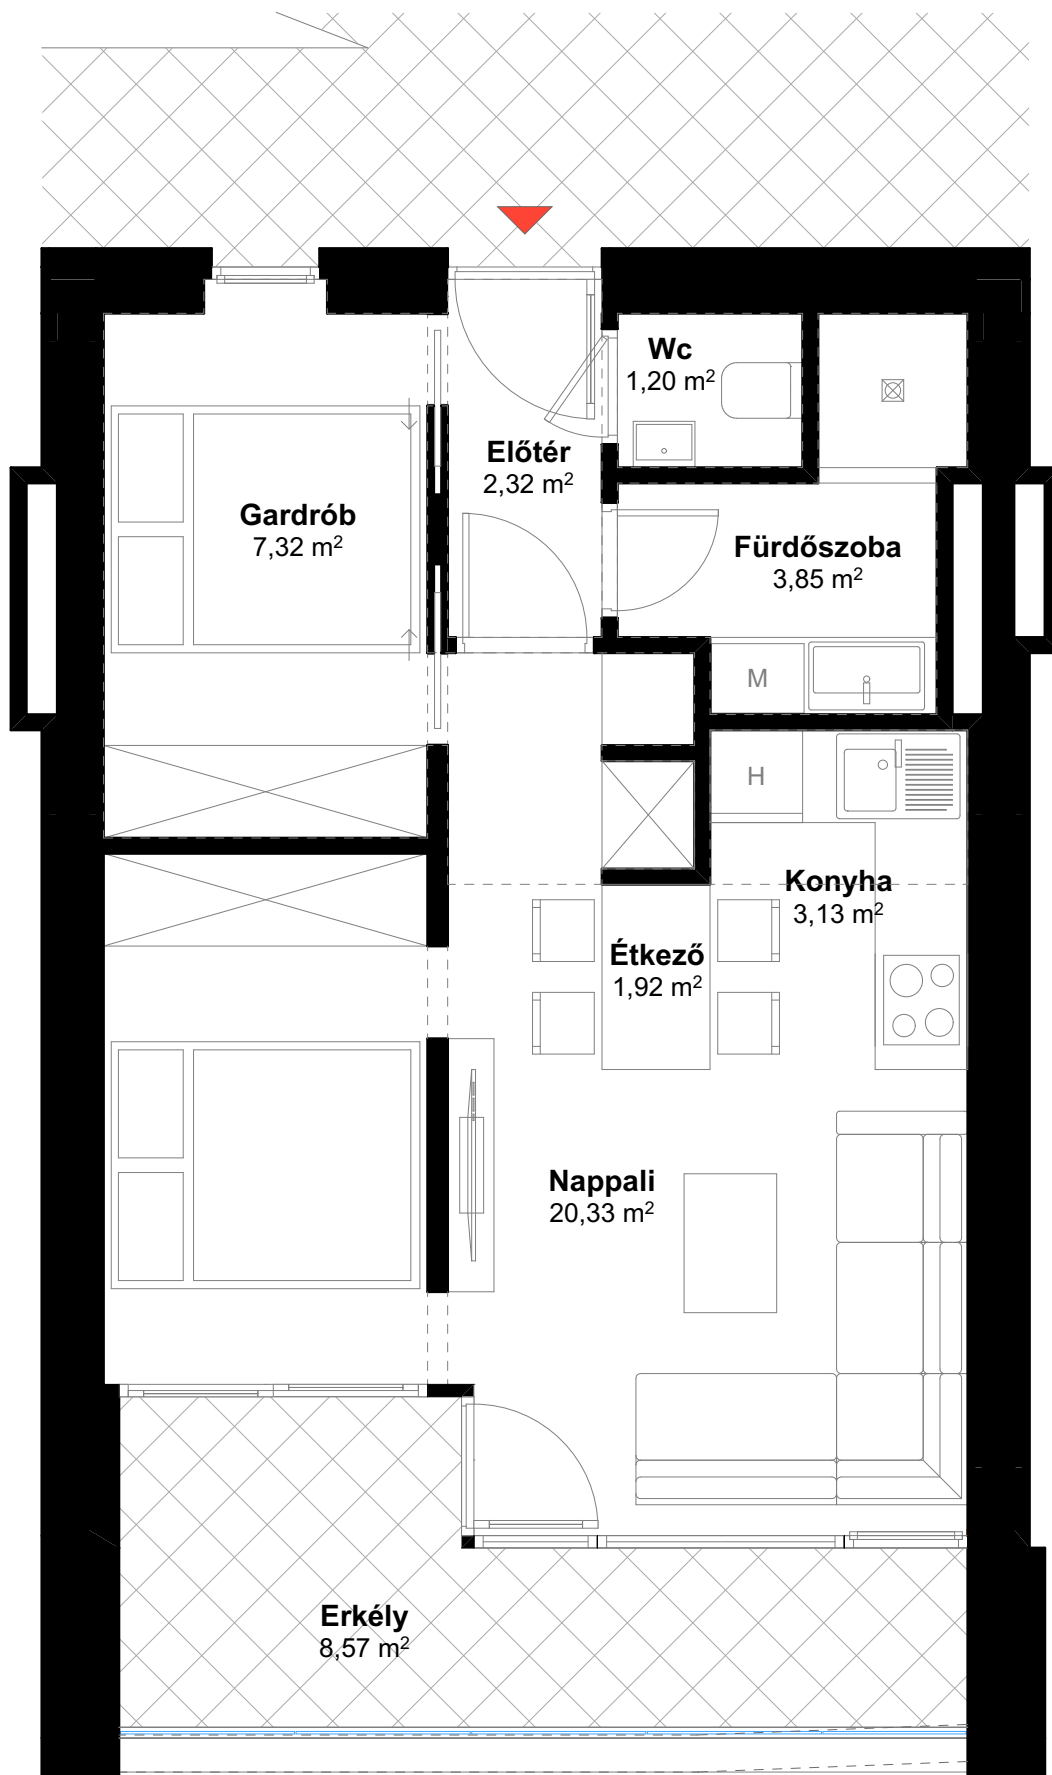 Wc
1,20 m²
Előtér
2,32 m²
Gardrób
7,32 m²
Fürdőszoba
3,85 m²
M
H
Konyha
3,13 m²
Étkező
1,92 m²
Nappali
20,33 m²
Erkély
8,57 m²